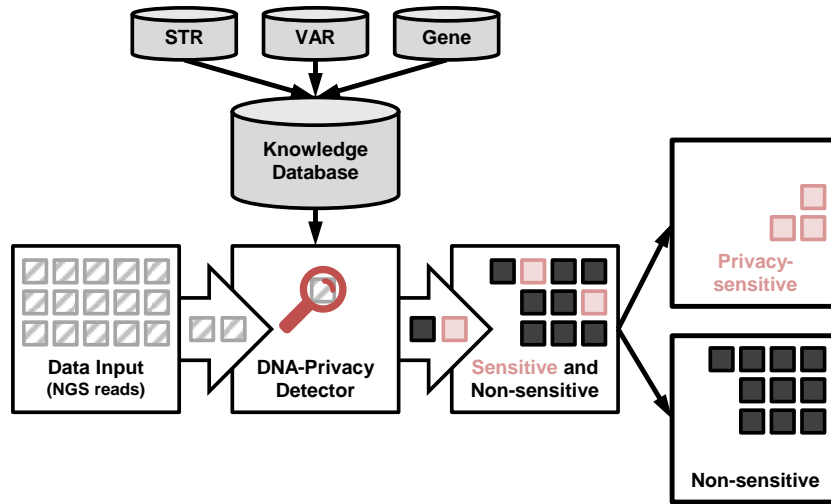 STR
VAR
Gene
Knowledge
Database
Data Input
(NGS reads)
DNA-Privacy
Detector
Sensitive and
Non-sensitive
Privacy-
sensitive
Non-sensitive